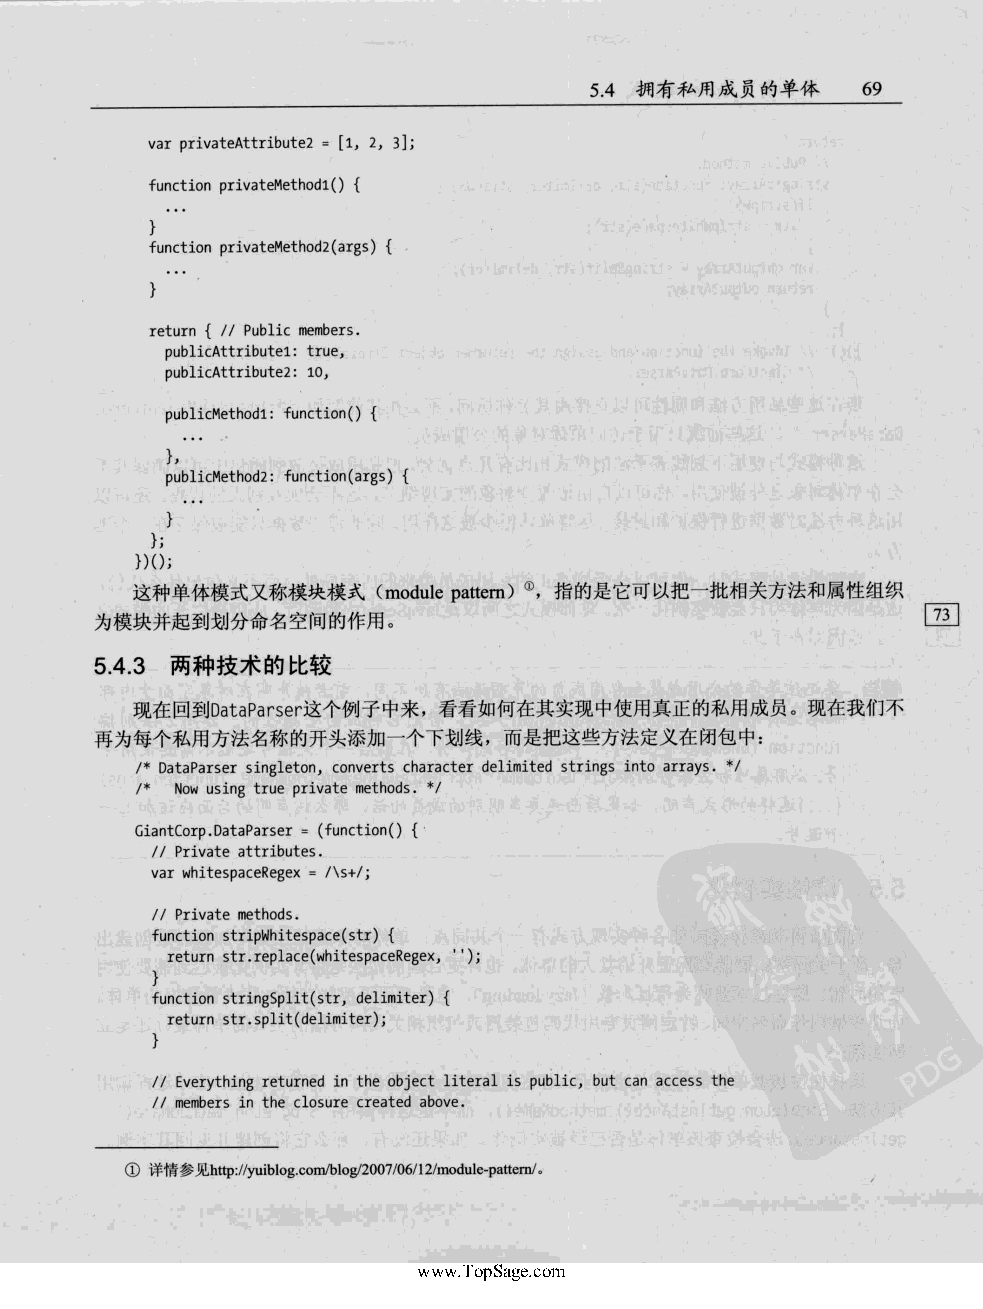 5.4 拥有私用成员的单体 69
var privateAttribute2 = [1, 2, 3];
function privateMethod1() {
...
}
function privateMethod2(args) {
...
}
return { // Public members.
publicAttribute1: true,
publicAttribute2: 10,
publicMethod1: function() {
...
},
publicMethod2: function(args) {
...
}
};
})();
这种单体模式又称模块模式（module pattern）①，指的是它可以把一批相关方法和属性组织
为模块并起到划分命名空间的作用。
73
5.4.3 两种技术的比较
现在回到DataParser这个例子中来，看看如何在其实现中使用真正的私用成员。现在我们不
再为每个私用方法名称的开头添加一个下划线，而是把这些方法定义在闭包中：
/* DataParser singleton, converts character delimited strings into arrays. */
/* Now using true private methods. */
GiantCorp.DataParser = (function() {
// Private attributes.
var whitespaceRegex = /\s+/;
// Private methods.
function stripWhitespace(str) {
return str.replace(whitespaceRegex, '');
}
function stringSplit(str, delimiter) {
return str.split(delimiter);
}
// Everything returned in the object literal is public, but can access the
// members in the closure created above.
① 详情参见http://yuiblog.com/blog/2007/06/12/module-pattern/。
PDG
www.TopSage.com